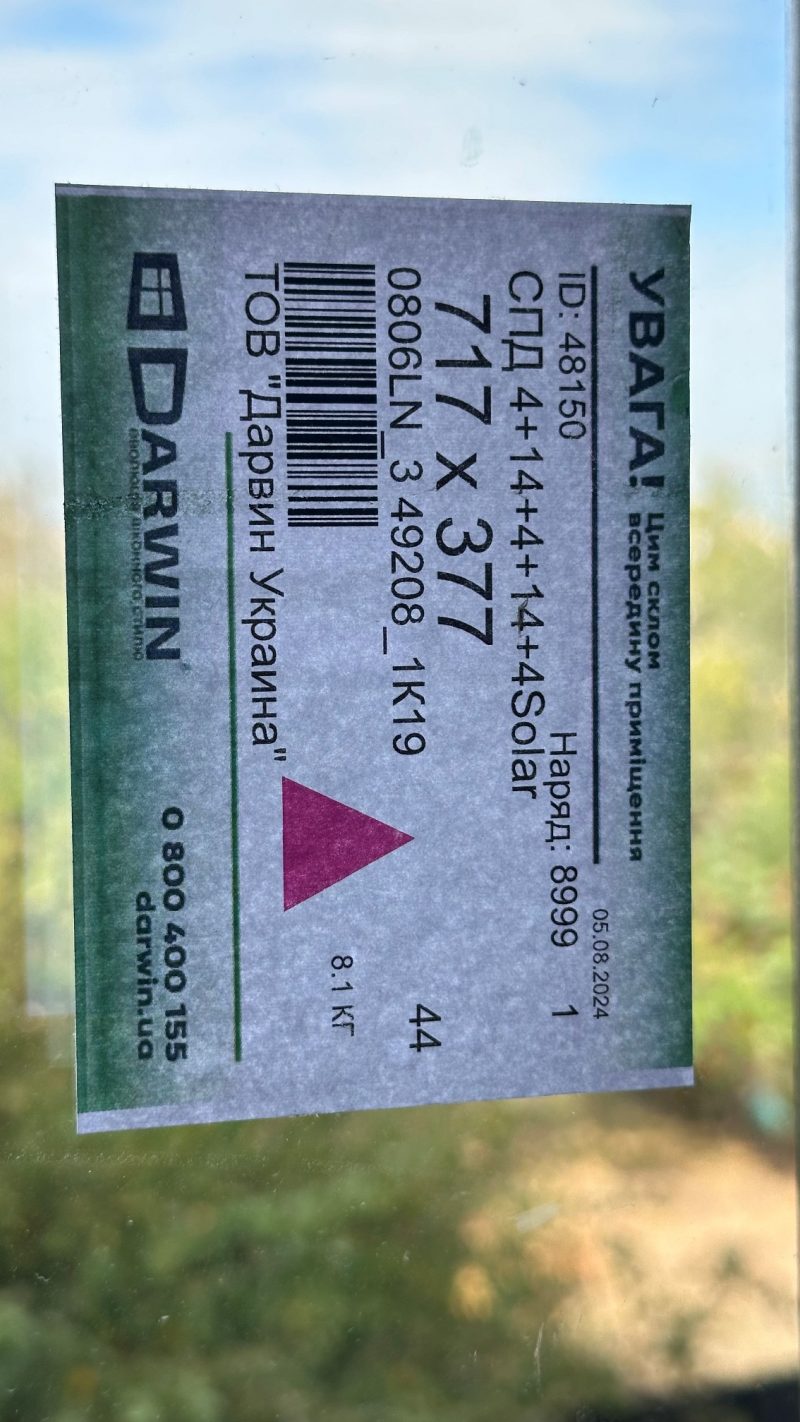 УВАГА! Цим склом
всередину приміщення
05.08.2024
ID: 48150 Наряд: 8999 1
СПД 4+14+4+14+4Solar
717 x 377
0806LN_3 49208_1K19 44
8.1 КГ
ТОВ "Дарвин Украина"
DARWIN
0 800 400 155
darwin.ua